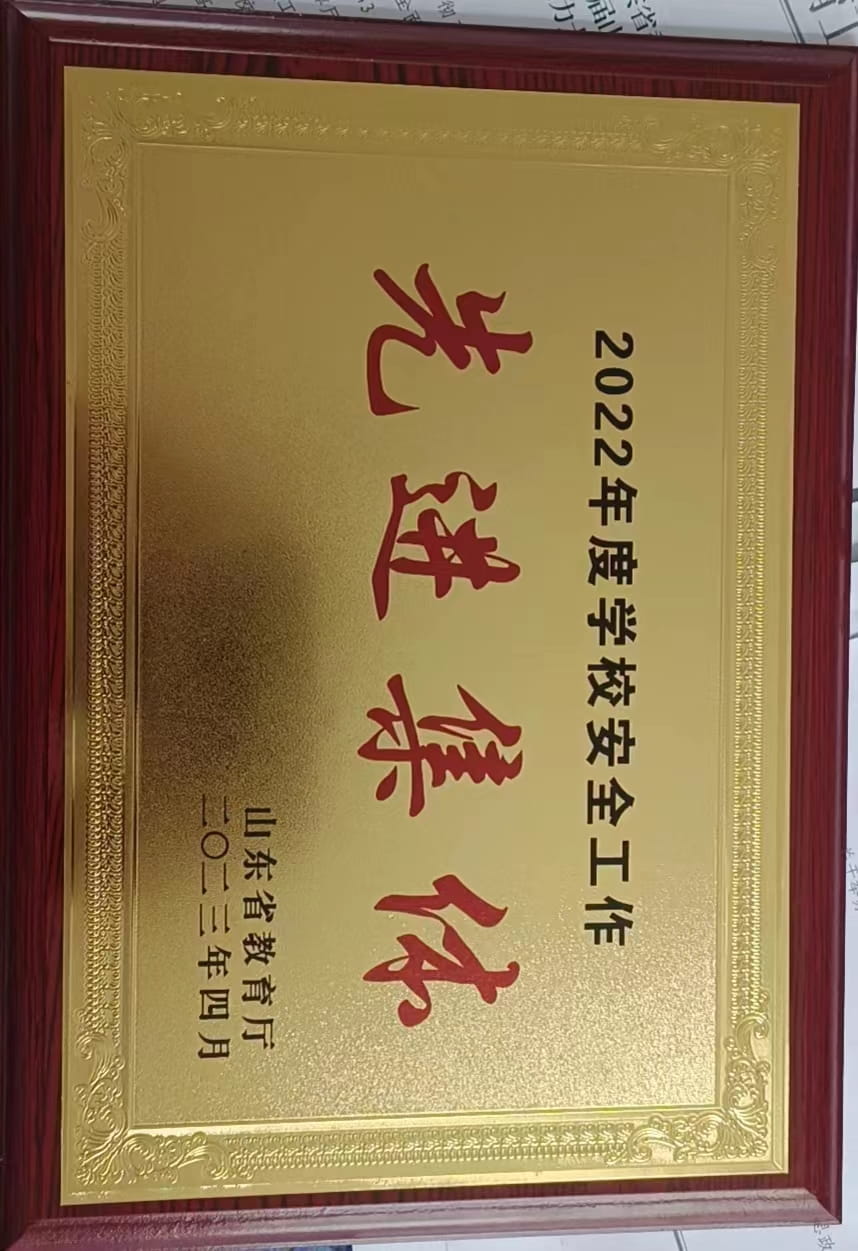 2022年度学校安全工作
先进集体
山东省教育厅
二〇二三年四月